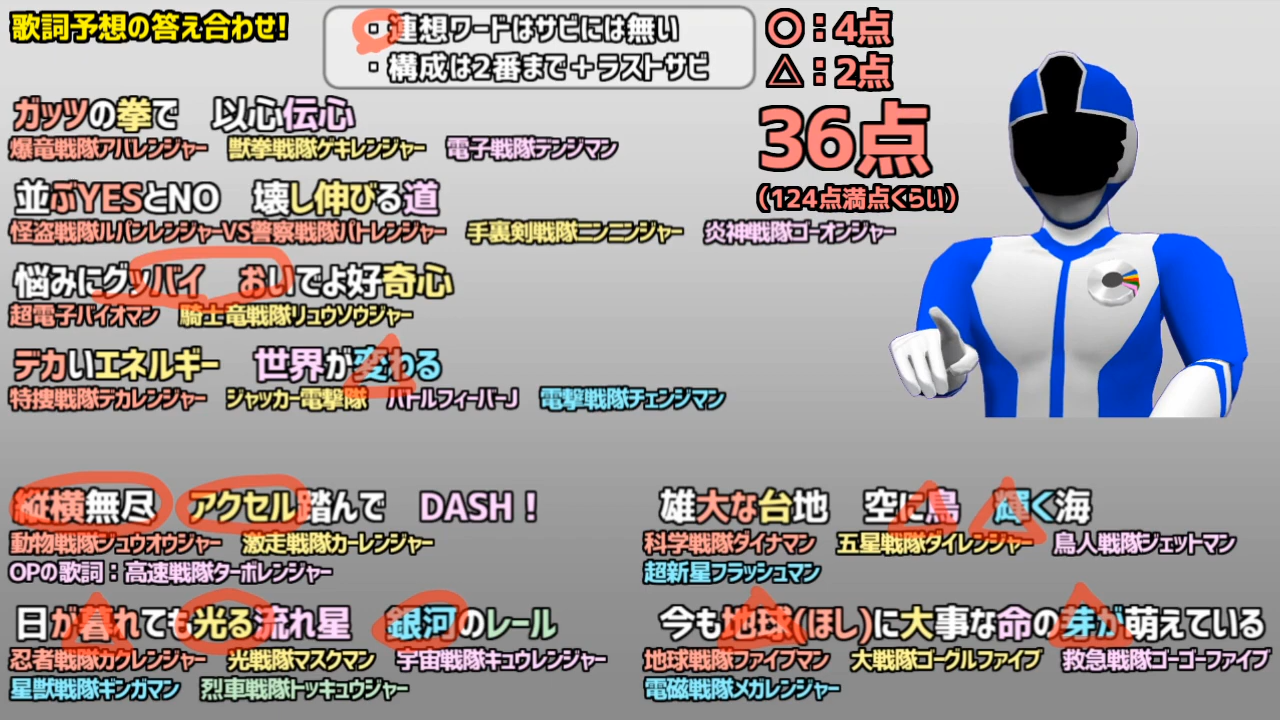 歌詞予想の答え合わせ!
・連想ワードはサビには無い
・構成は2番まで+ラストサビ
〇:4点
△:2点
36点
(124点満点くらい)
ガッツの拳で 以心伝心
爆竜戦隊アバレンジャー 獣拳戦隊ゲキレンジャー 電子戦隊デンジマン
並ぶYESとNO 壊し伸びる道
怪盗戦隊ルパンレンジャーVS警察戦隊パトレンジャー 手裏剣戦隊ニンニンジャー 炎神戦隊ゴーオンジャー
悩みにグッバイ おいでよ好奇心
超電子バイオマン 騎士竜戦隊リュウソウジャー
デカいエネルギー 世界が変わる
特捜戦隊デカレンジャー ジャッカー電撃隊 バトルフィーバーJ 電撃戦隊チェンジマン
縦横無尽 アクセル踏んで DASH!
動物戦隊ジュウオウジャー 激走戦隊カーレンジャー
OPの歌詞:高速戦隊ターボレンジャー
日が暮れても光る流れ星 銀河のレール
忍者戦隊カクレンジャー 光戦隊マスクマン 宇宙戦隊キュウレンジャー
星獣戦隊ギンガマン 烈車戦隊トッキュウジャー
雄大な台地 空に鳥 輝く海
科学戦隊ダイナマン 五星戦隊ダイレンジャー 鳥人戦隊ジェットマン
超新星フラッシュマン
今も地球(ほし)に大事な命の芽が萌えている
地球戦隊ファイブマン 大戦隊ゴーグルファイブ 救急戦隊ゴーゴーファイブ
電磁戦隊メガレンジャー